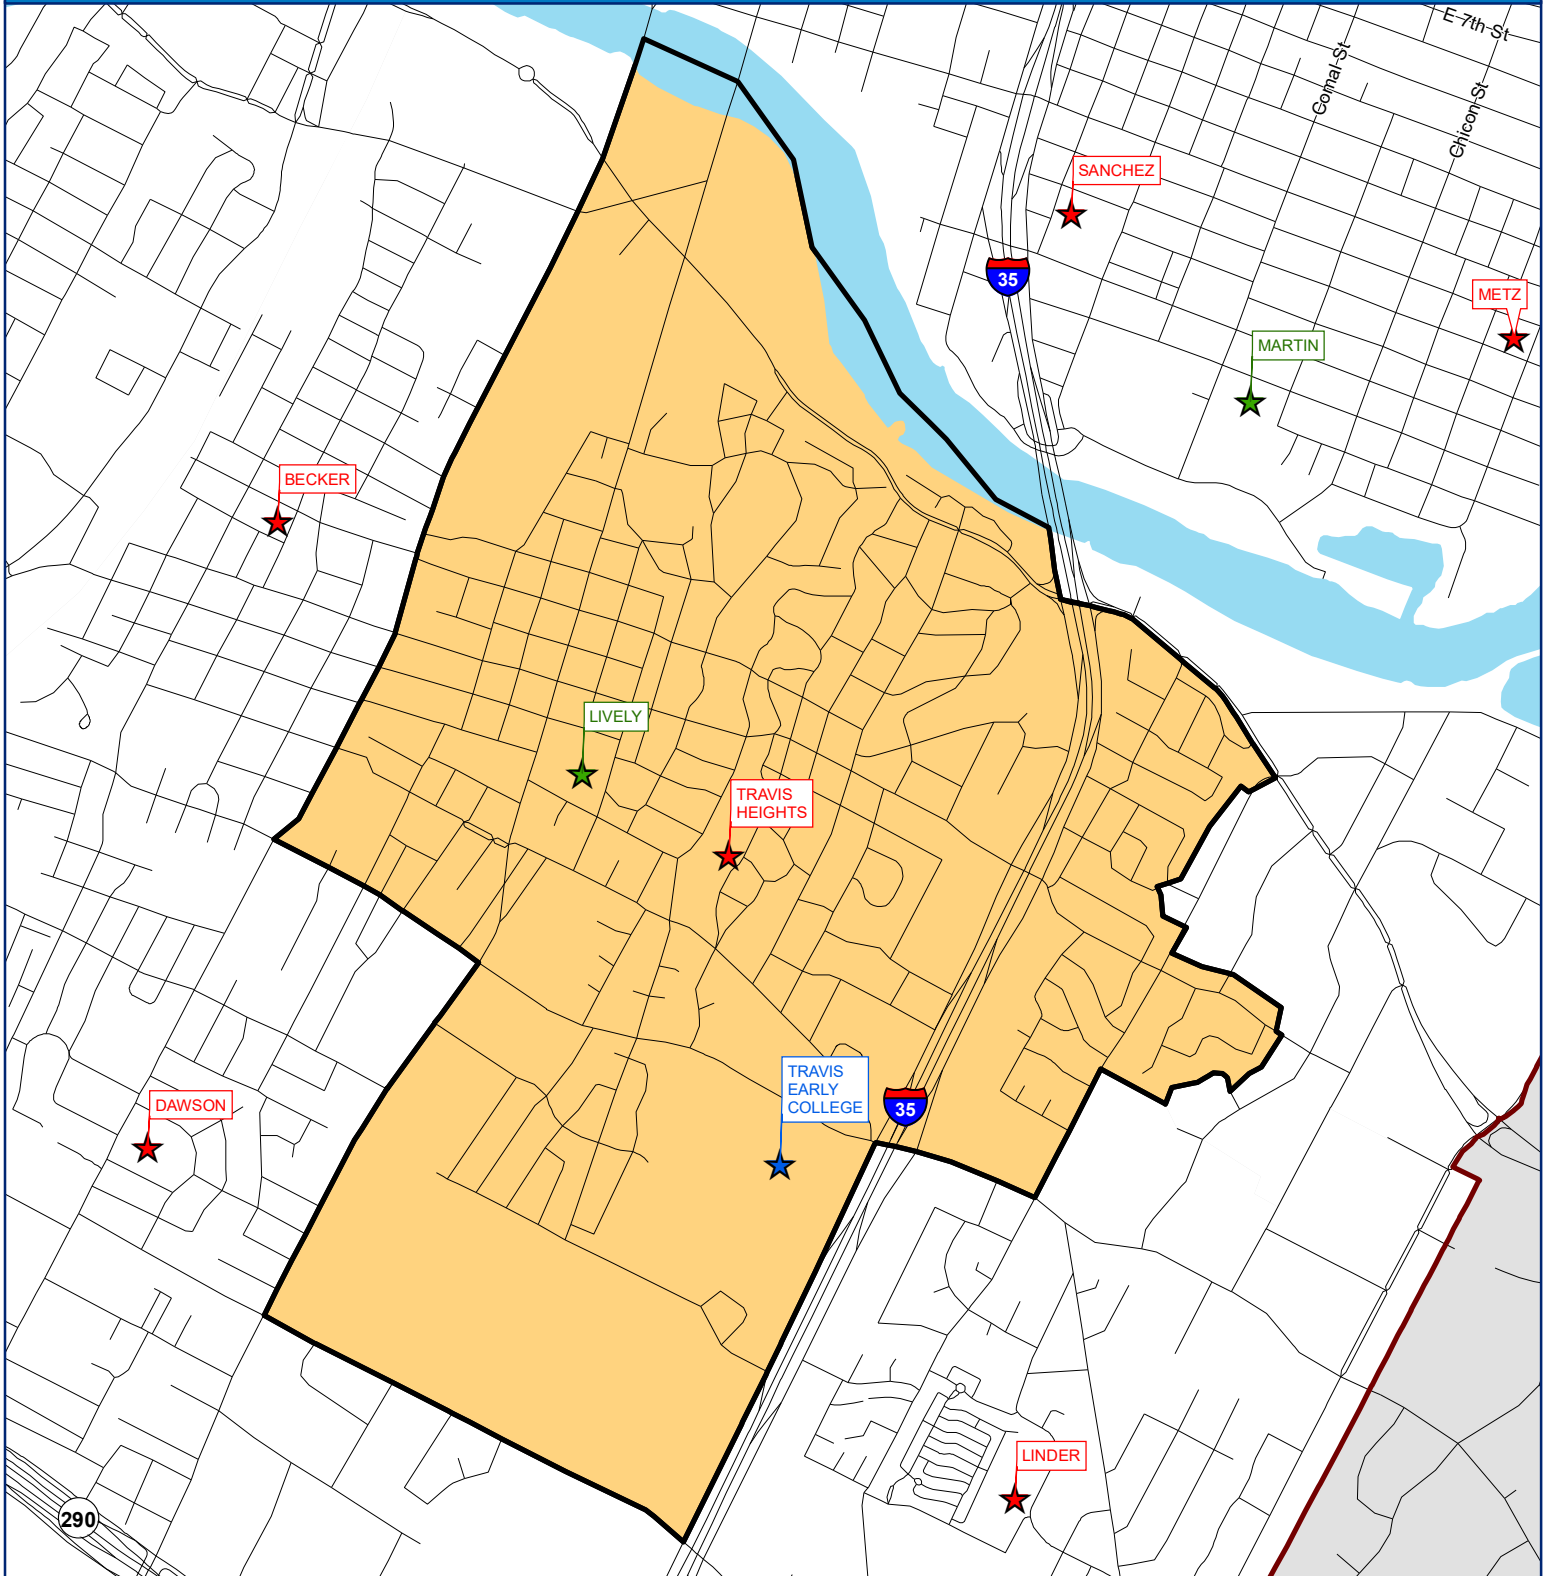 E 7th St
Comal St
Chicon St
SANCHEZ
35
METZ
MARTIN
BECKER
LIVELY
TRAVIS
HEIGHTS
TRAVIS
EARLY
COLLEGE
35
DAWSON
LINDER
290